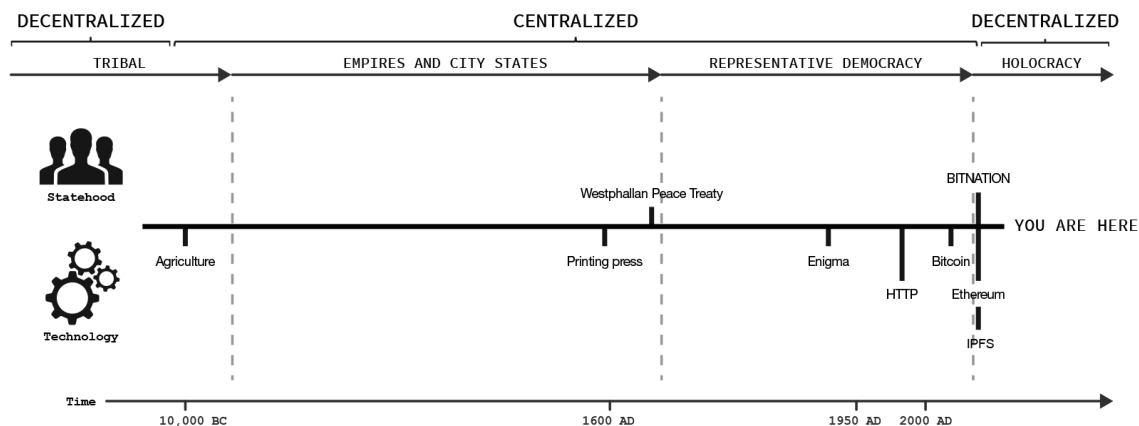 DECENTRALIZED
CENTRALIZED
DECENTRALIZED
TRIBAL
EMPIRES AND CITY STATES
REPRESENTATIVE DEMOCRACY
HOLOCRACY
Statehood
BITNATION
Westphallan Peace Treaty
YOU ARE HERE
Agriculture
Printing press
Enigma
Bitcoin
HTTP
Ethereum
Technology
IPFS
Time
10,000 BC
1600 AD
1950 AD
2000 AD